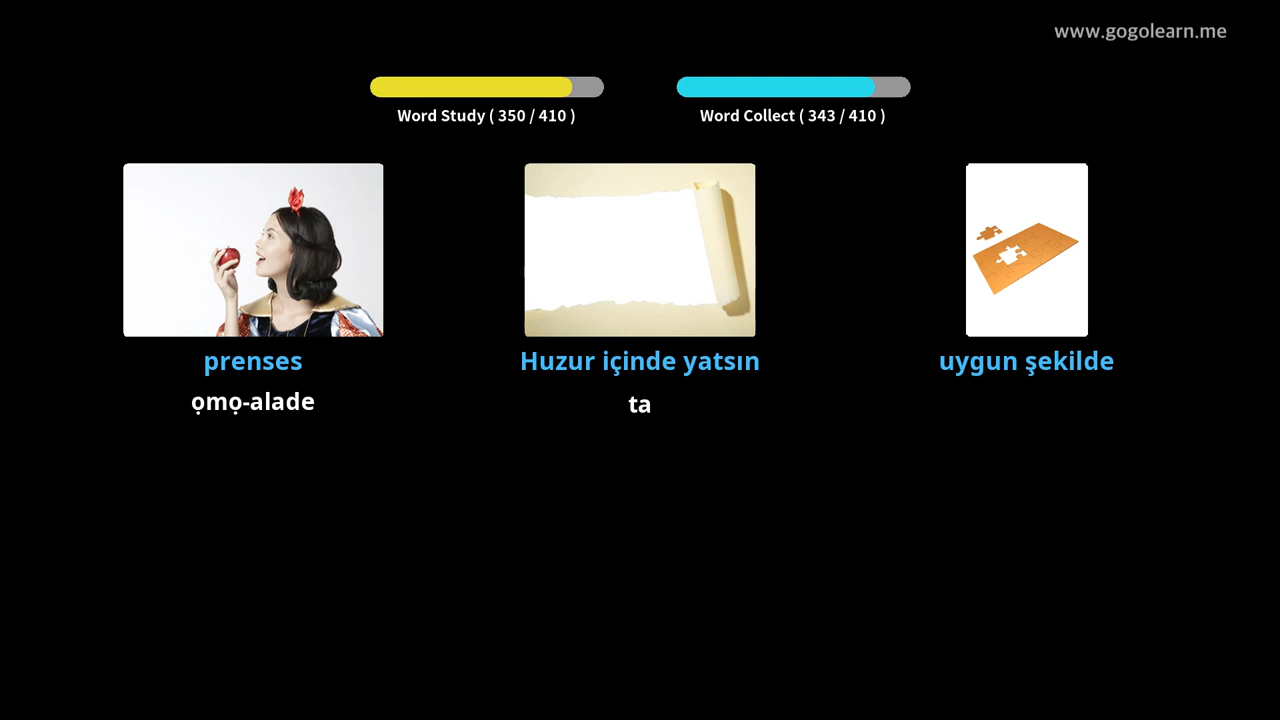 www.gogolearn.me
Word Study ( 350 / 410 )
Word Collect ( 343 / 410 )
prenses
Huzur içinde yatsın
uygun şekilde
ọmọ-alade
ta